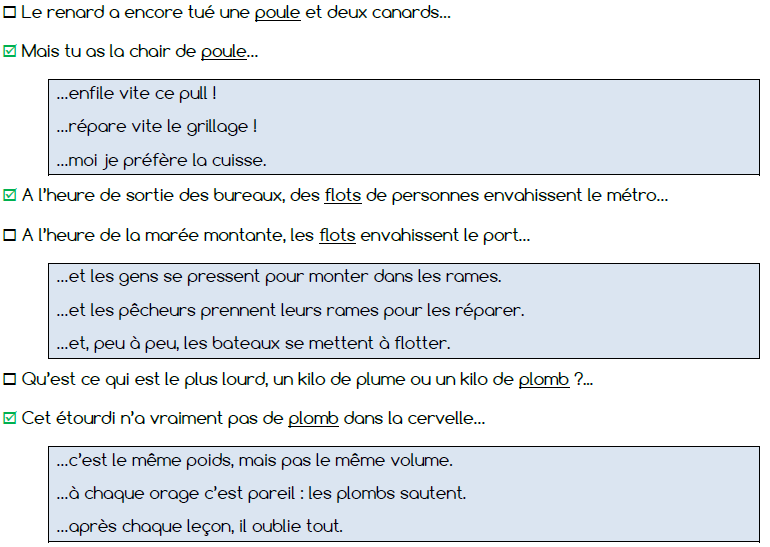 Le renard a encore tué une poule et deux canards...
Mais tu as la chair de poule...
...enfile vite ce pull !
...répare vite le grillage !
...moi je préfère la cuisse.
A l'heure de sortie des bureaux, des flots de personnes envahissent le métro...
A l'heure de la marée montante, les flots envahissent le port...
...et les gens se pressent pour monter dans les rames.
...et les pêcheurs prennent leurs rames pour les réparer.
...et, peu à peu, les bateaux se mettent à flotter.
Qu'est ce qui est le plus lourd, un kilo de plume ou un kilo de plomb ?...
Cet étourdi n'a vraiment pas de plomb dans la cervelle...
...c'est le même poids, mais pas le même volume.
...à chaque orage c'est pareil : les plombs sautent.
...après chaque leçon, il oublie tout.